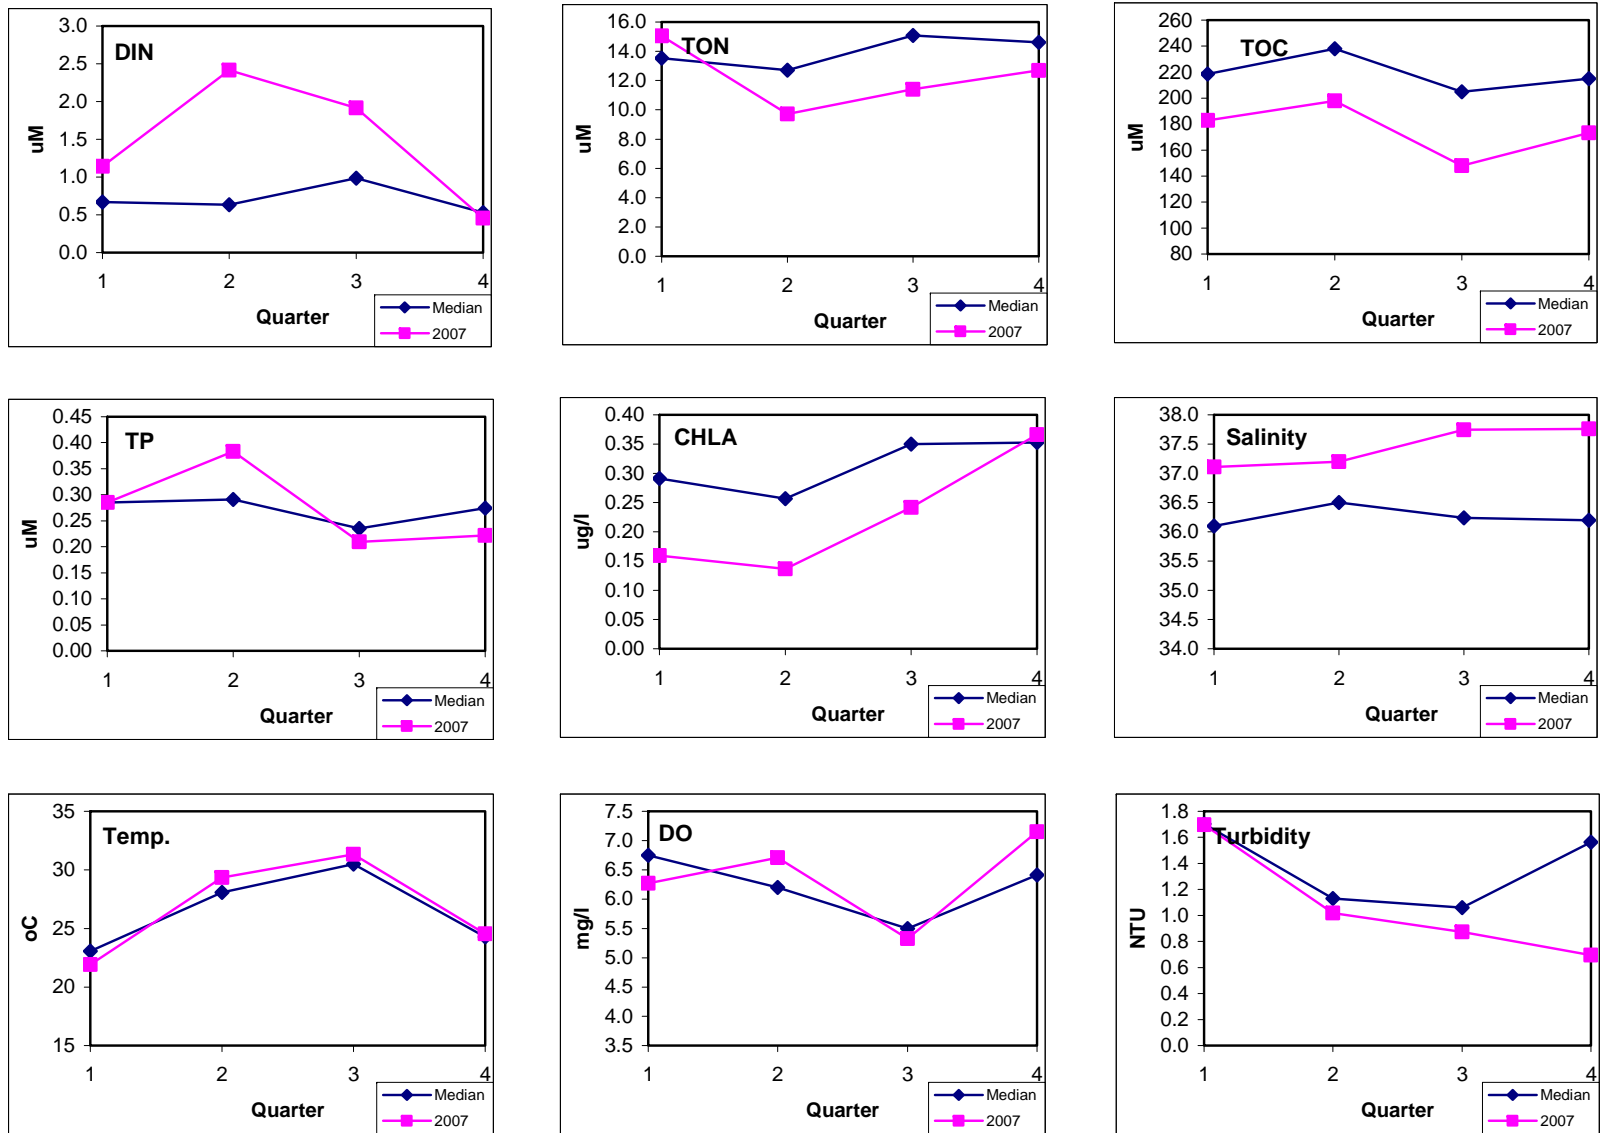 DIN
3.0
2.5
2.0
1.5
1.0
0.5
0.0
uM
1 2 3 4
Quarter
Median
2007
TON
16.0
14.0
12.0
10.0
8.0
6.0
4.0
2.0
0.0
uM
1 2 3 4
Quarter
Median
2007
TOC
260
240
220
200
180
160
140
120
100
80
uM
1 2 3 4
Quarter
Median
2007
TP
0.45
0.40
0.35
0.30
0.25
0.20
0.15
0.10
0.05
0.00
uM
1 2 3 4
Quarter
Median
2007
CHLA
0.40
0.35
0.30
0.25
0.20
0.15
0.10
0.05
0.00
ug/l
1 2 3 4
Quarter
Median
2007
Salinity
38.0
37.5
37.0
36.5
36.0
35.5
35.0
34.5
34.0
1 2 3 4
Quarter
Median
2007
Temp.
35
30
25
20
15
oC
1 2 3 4
Quarter
Median
2007
DO
7.5
7.0
6.5
6.0
5.5
5.0
4.5
4.0
3.5
mg/l
1 2 3 4
Quarter
Median
2007
Turbidity
1.8
1.6
1.4
1.2
1.0
0.8
0.6
0.4
0.2
0.0
NTU
1 2 3 4
Quarter
Median
2007